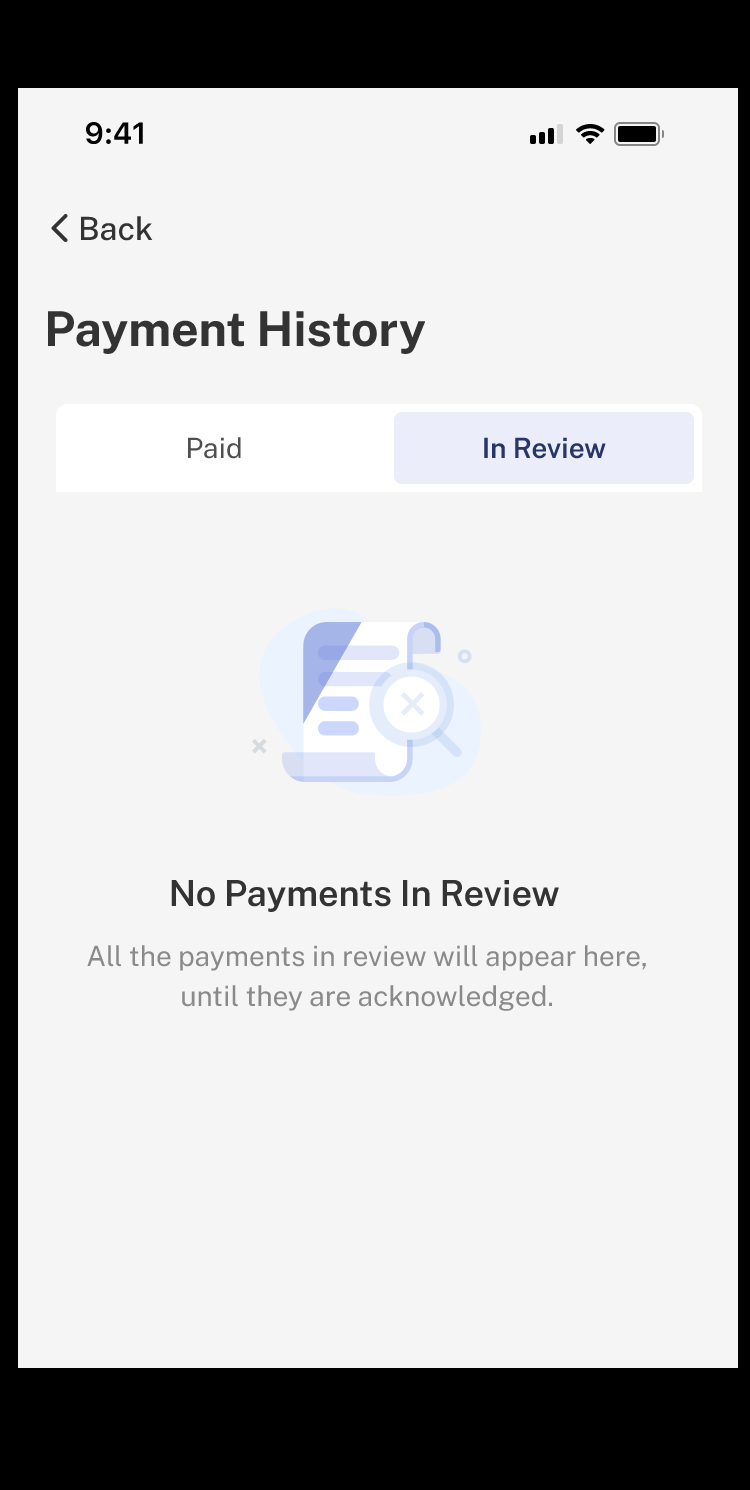 9:41
Back
Payment History
Paid
In Review
No Payments In Review
All the payments in review will appear here,
until they are acknowledged.